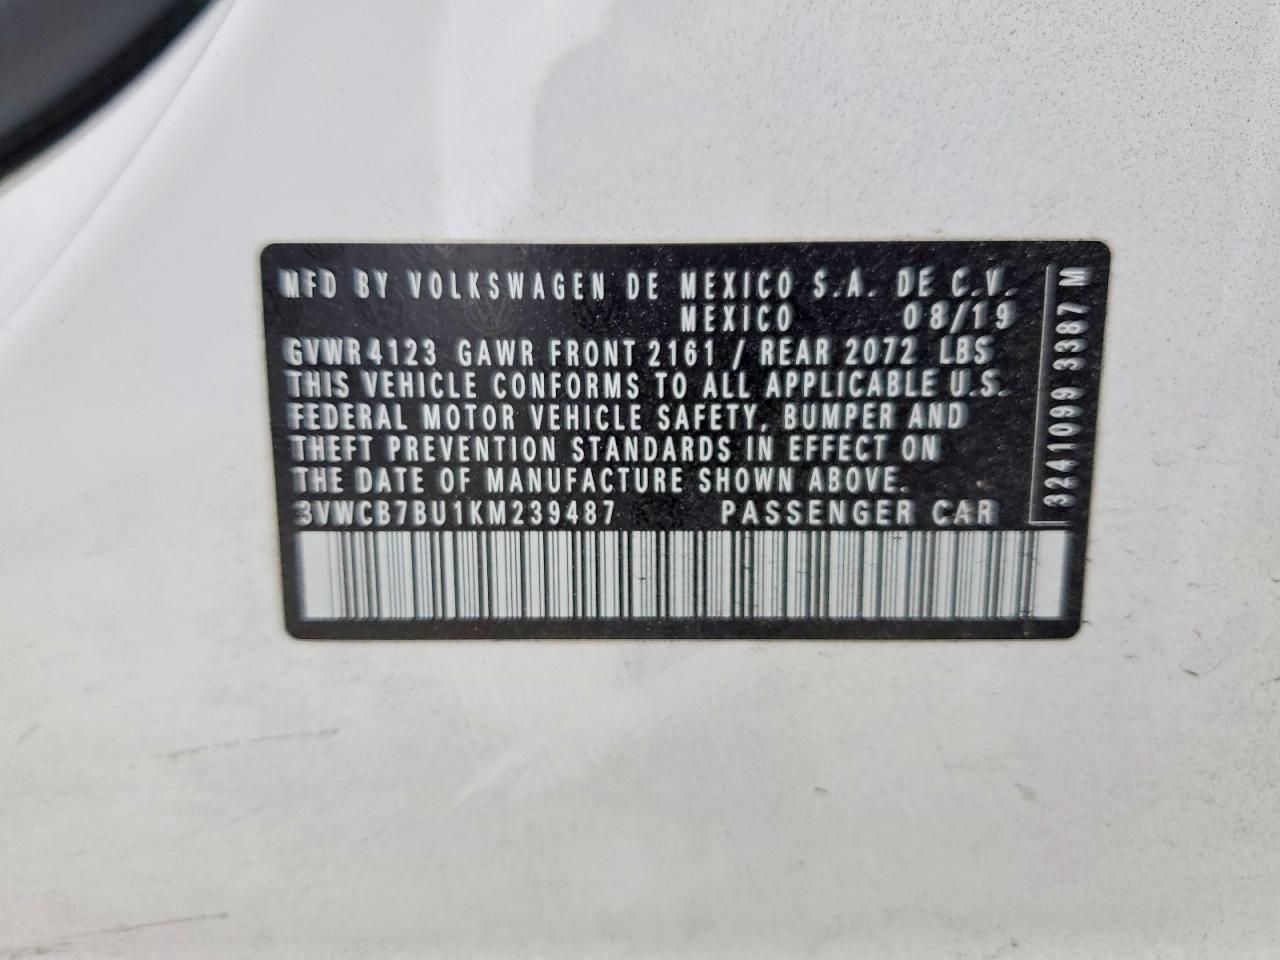 MFD BY VOLKSWAGEN DE MEXICO S.A. DE C.V.
MEXICO 08/19
GVWR 4123 GAWR FRONT 2161 / REAR 2072 LBS
THIS VEHICLE CONFORMS TO ALL APPLICABLE U.S.
FEDERAL MOTOR VEHICLE SAFETY, BUMPER AND
THEFT PREVENTION STANDARDS IN EFFECT ON
THE DATE OF MANUFACTURE SHOWN ABOVE.
3VWCB7BU1KM239487 PASSENGER CAR
3241099 3387 M